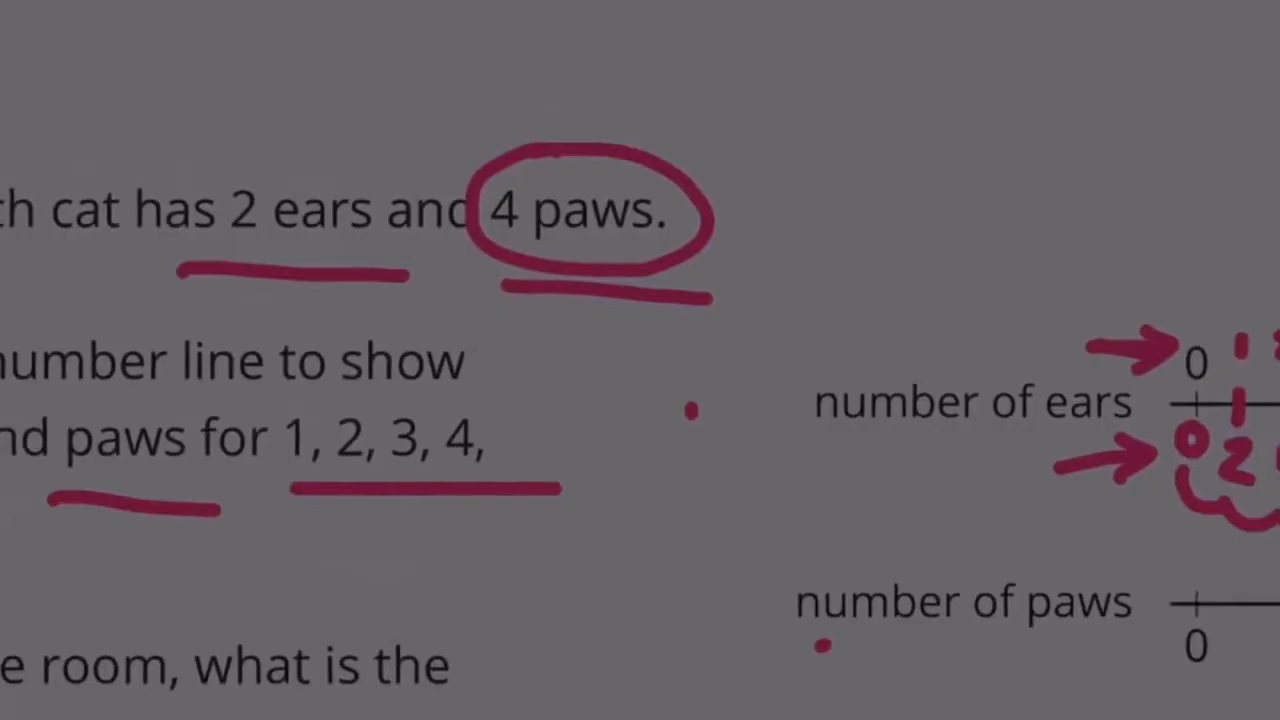 th cat has 2 ears and 4 paws.
number line to show
nd paws for 1, 2, 3, 4,
e room, what is the
0 1
number of ears
0 2
number of paws
0